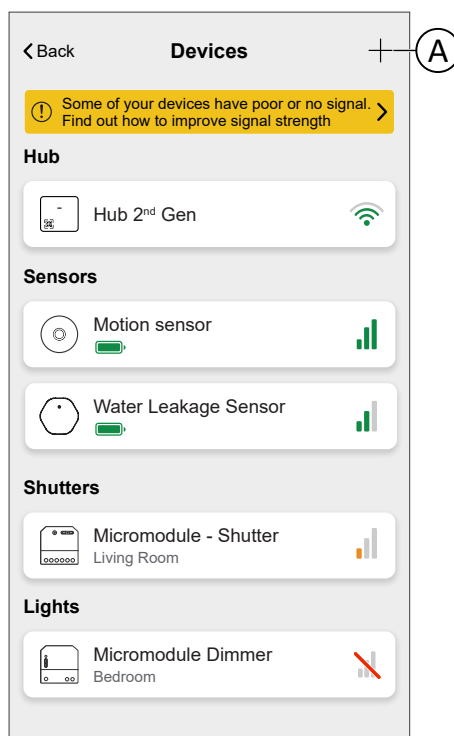 Back
Devices
A
Some of your devices have poor or no signal.
Find out how to improve signal strength
Hub
Hub 2nd Gen
Sensors
Motion sensor
Water Leakage Sensor
Shutters
Micromodule - Shutter
Living Room
Lights
Micromodule Dimmer
Bedroom